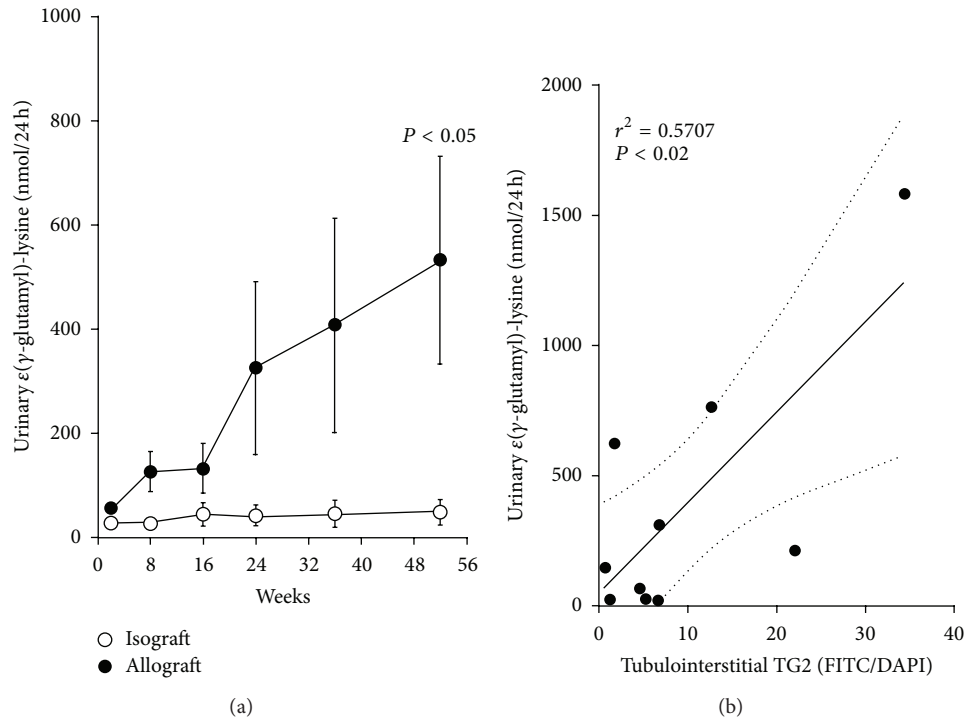 1000
800
600
400
200
0
Urinary ε(γ-glutamyl)-lysine (nmol/24 h)
P < 0.05
0 8 16 24 32 40 48 56
Weeks
Isograft
Allograft
(a)
2000
1500
1000
500
0
Urinary ε(γ-glutamyl)-lysine (nmol/24 h)
r² = 0.5707
P < 0.02
0 10 20 30 40
Tubulointerstitial TG2 (FITC/DAPI)
(b)